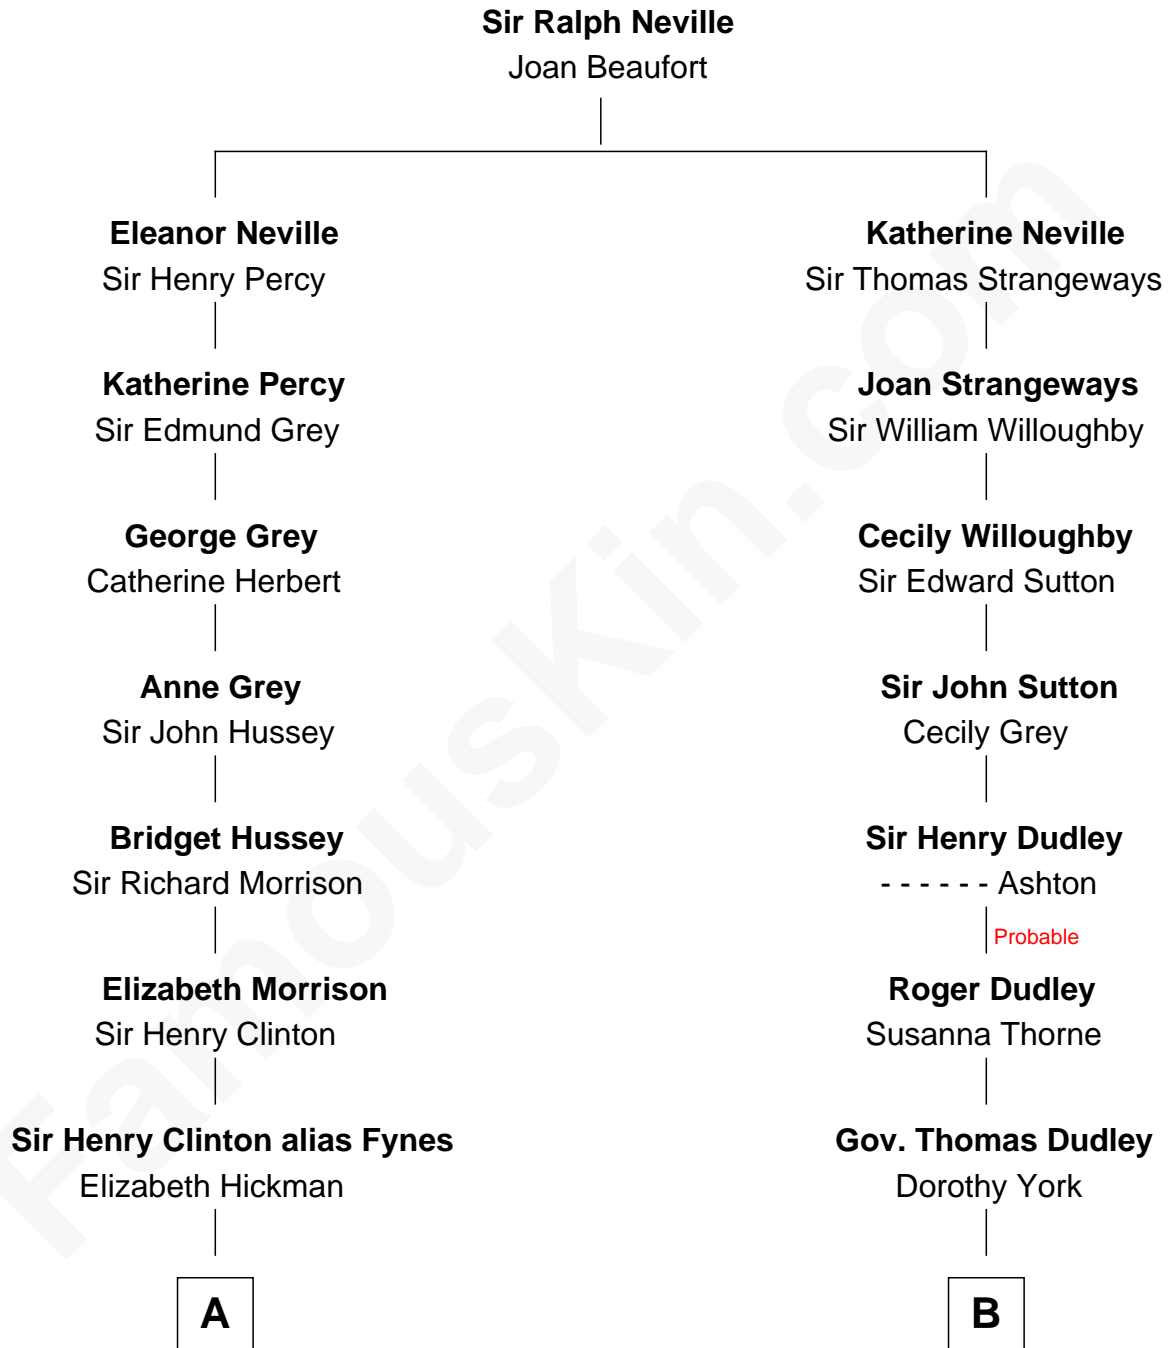 Sir Ralph Neville
Joan Beaufort
Eleanor Neville
Sir Henry Percy
Katherine Neville
Sir Thomas Strangeways
Katherine Percy
Sir Edmund Grey
Joan Strangeways
Sir William Willoughby
George Grey
Catherine Herbert
Cecily Willoughby
Sir Edward Sutton
Anne Grey
Sir John Hussey
Sir John Sutton
Cecily Grey
Bridget Hussey
Sir Richard Morrison
Sir Henry Dudley
- - - - - - Ashton
Probable
Elizabeth Morrison
Sir Henry Clinton
Roger Dudley
Susanna Thorne
Sir Henry Clinton alias Fynes
Elizabeth Hickman
Gov. Thomas Dudley
Dorothy York
A
B
FamousKin.com